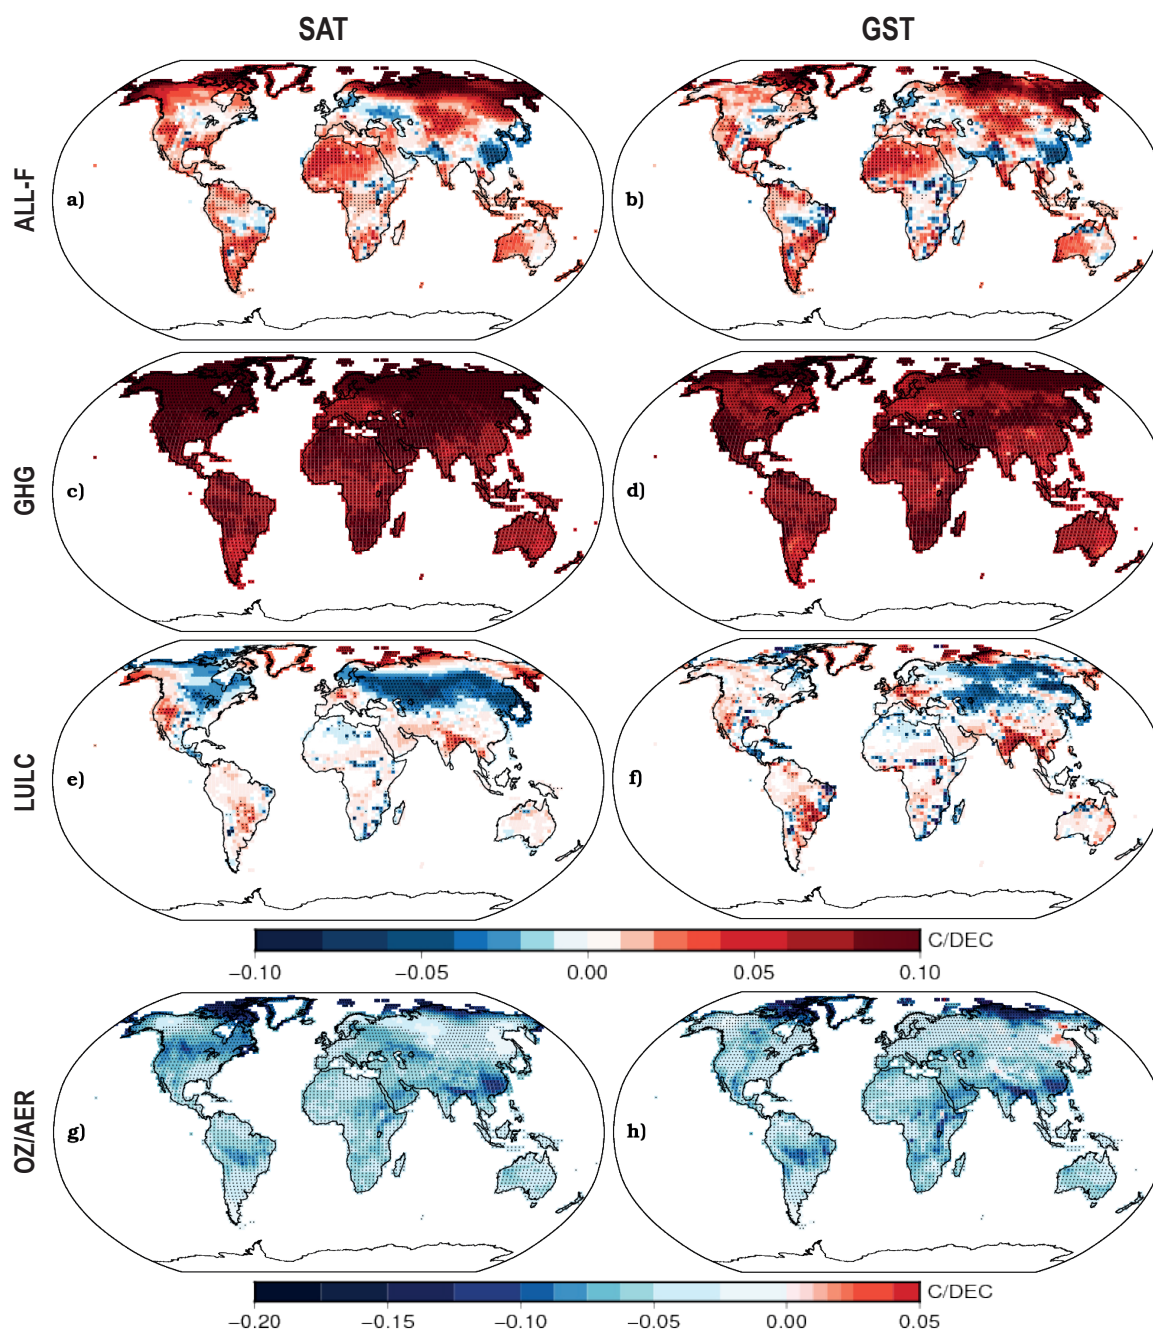 SAT GST
ALL-F
a) b)
GHG
c) d)
LULC
e) f)
C/DEC
−0.10 −0.05 0.00 0.05 0.10
OZ/AER
g) h)
C/DEC
−0.20 −0.15 −0.10 −0.05 0.00 0.05